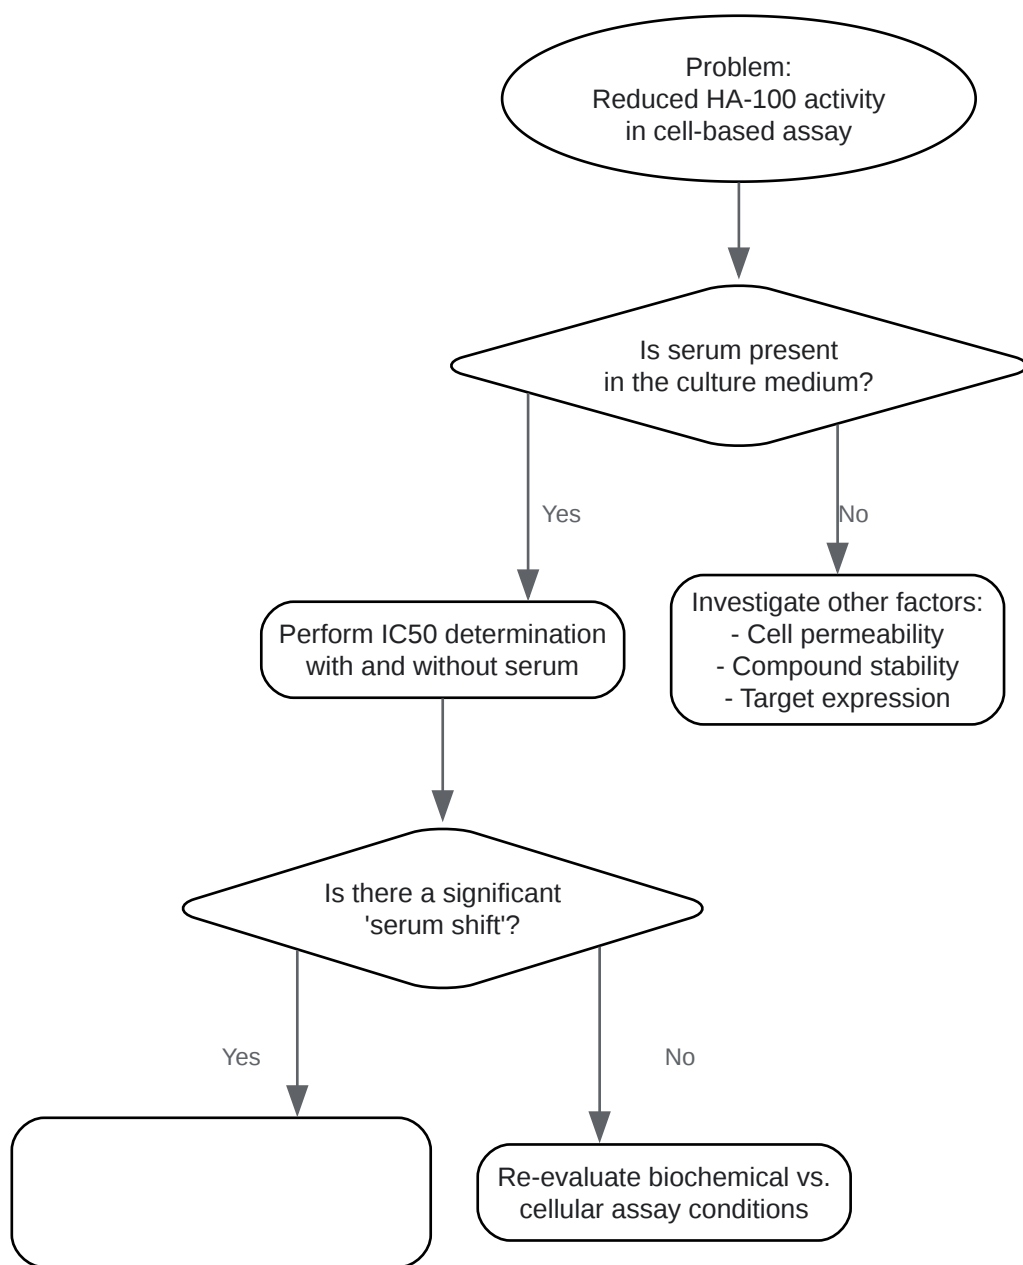 Problem:
Reduced HA-100 activity
in cell-based assay
Is serum present
in the culture medium?
Yes
No
Perform IC50 determination
with and without serum
Investigate other factors:
- Cell permeability
- Compound stability
- Target expression
Is there a significant
'serum shift'?
Yes
No
Re-evaluate biochemical vs.
cellular assay conditions